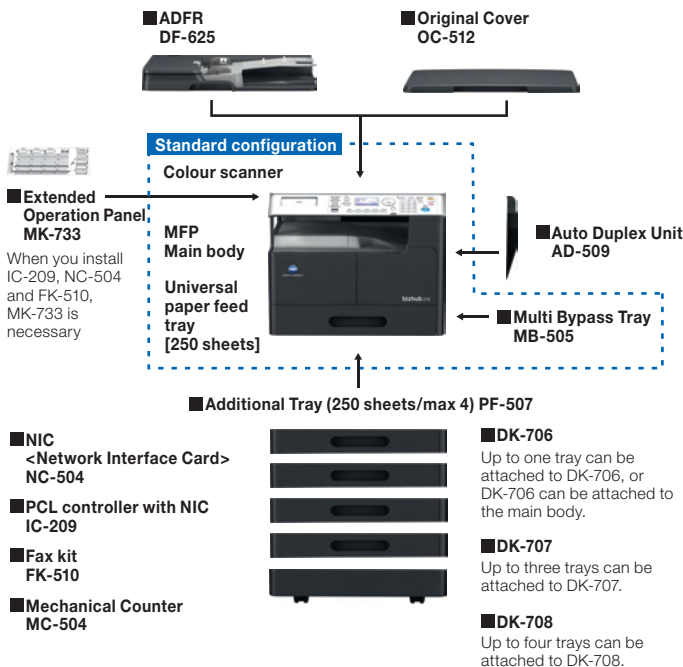 ■ADFR
DF-625
■Original Cover
OC-512
Standard configuration
Colour scanner
■Extended
Operation Panel
MK-733
When you install
IC-209, NC-504
and FK-510,
MK-733 is
necessary
MFP
Main body
Universal
paper feed
tray
[250 sheets]
bizhub
■Auto Duplex Unit
AD-509
■Multi Bypass Tray
MB-505
■Additional Tray (250 sheets/max 4) PF-507
■NIC
<Network Interface Card>
NC-504
■PCL controller with NIC
IC-209
■Fax kit
FK-510
■Mechanical Counter
MC-504
■DK-706
Up to one tray can be
attached to DK-706, or
DK-706 can be attached to
the main body.
■DK-707
Up to three trays can be
attached to DK-707.
■DK-708
Up to four trays can be
attached to DK-708.